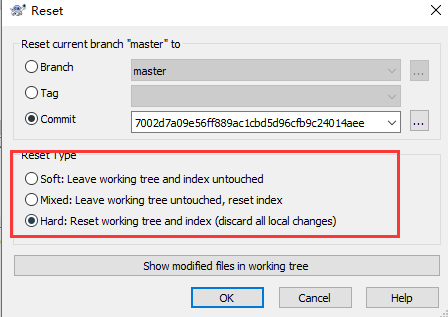 Reset
Reset current branch "master" to
Branch
master
...
Tag
Commit
7002d7a09e56ff889ac1cbd5d96cfb9c24014aee
...
Reset Type
Soft: Leave working tree and index untouched
Mixed: Leave working tree untouched, reset index
Hard: Reset working tree and index (discard all local changes)
Show modified files in working tree
OK
Cancel
Help